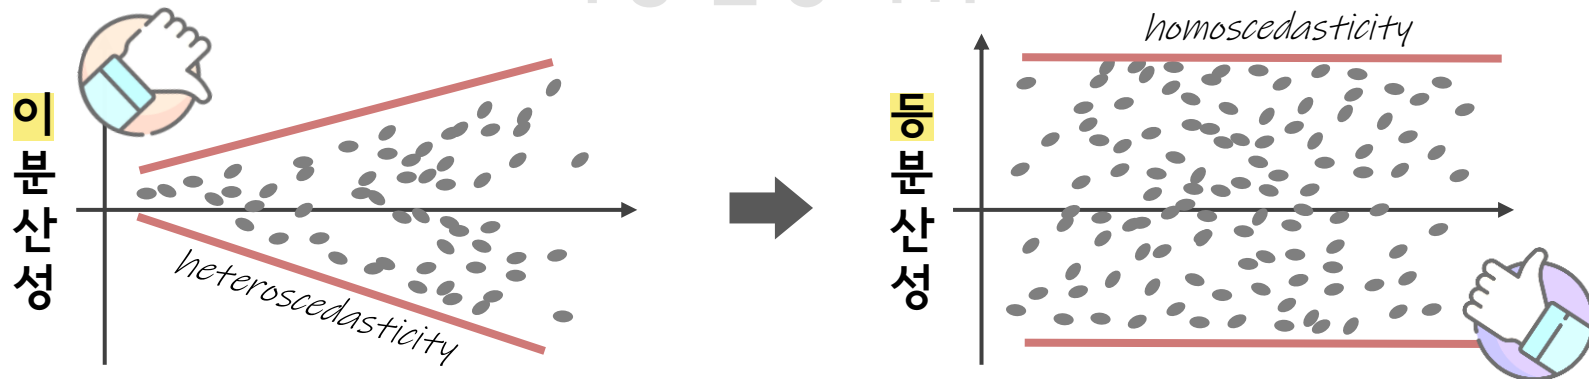 이분산성
heteroscedasticity
homoscedasticity
등분산성